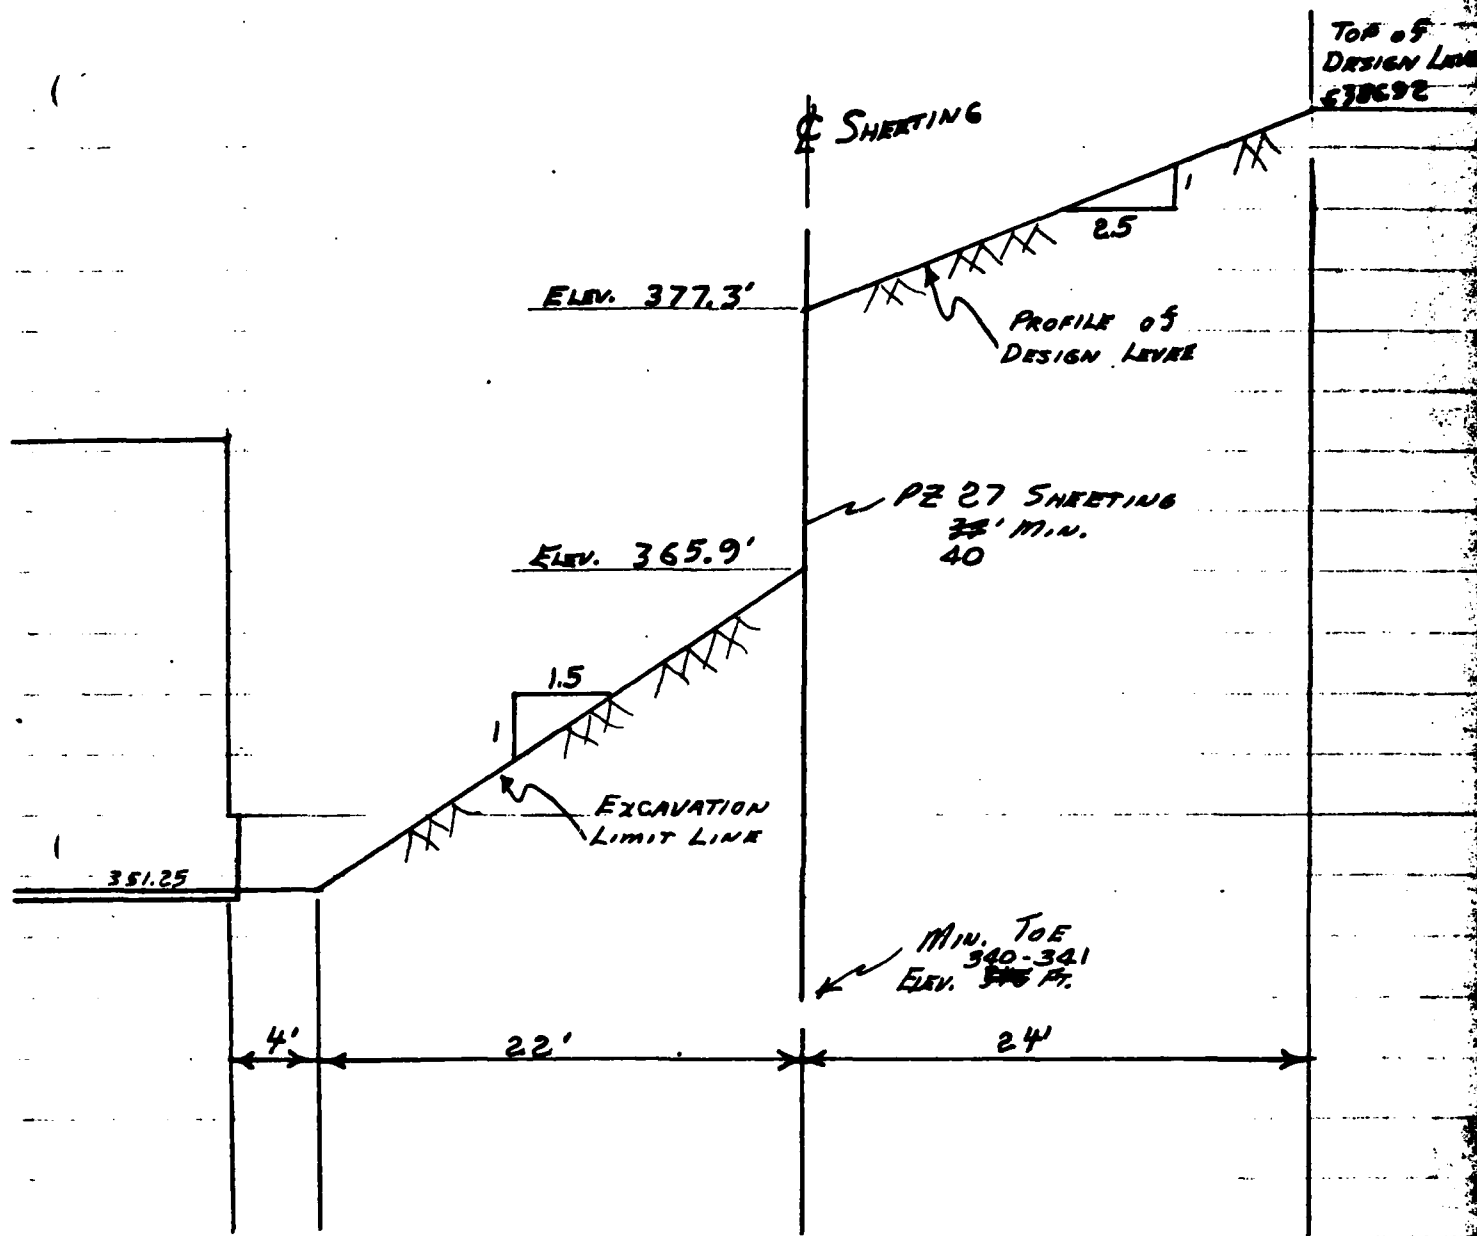 TOP of
DESIGN LEVEE
€ SHEETING
1
2.5
ELEV. 377.3'
PROFILE of
DESIGN LEVEE
PZ 27 SHEETING
' MIN.
40
ELEV. 365.9'
1.5
1
EXCAVATION
LIMIT LINE
351.25
MIN. TOE
340-341
ELEV. FT.
4'
22'
24'